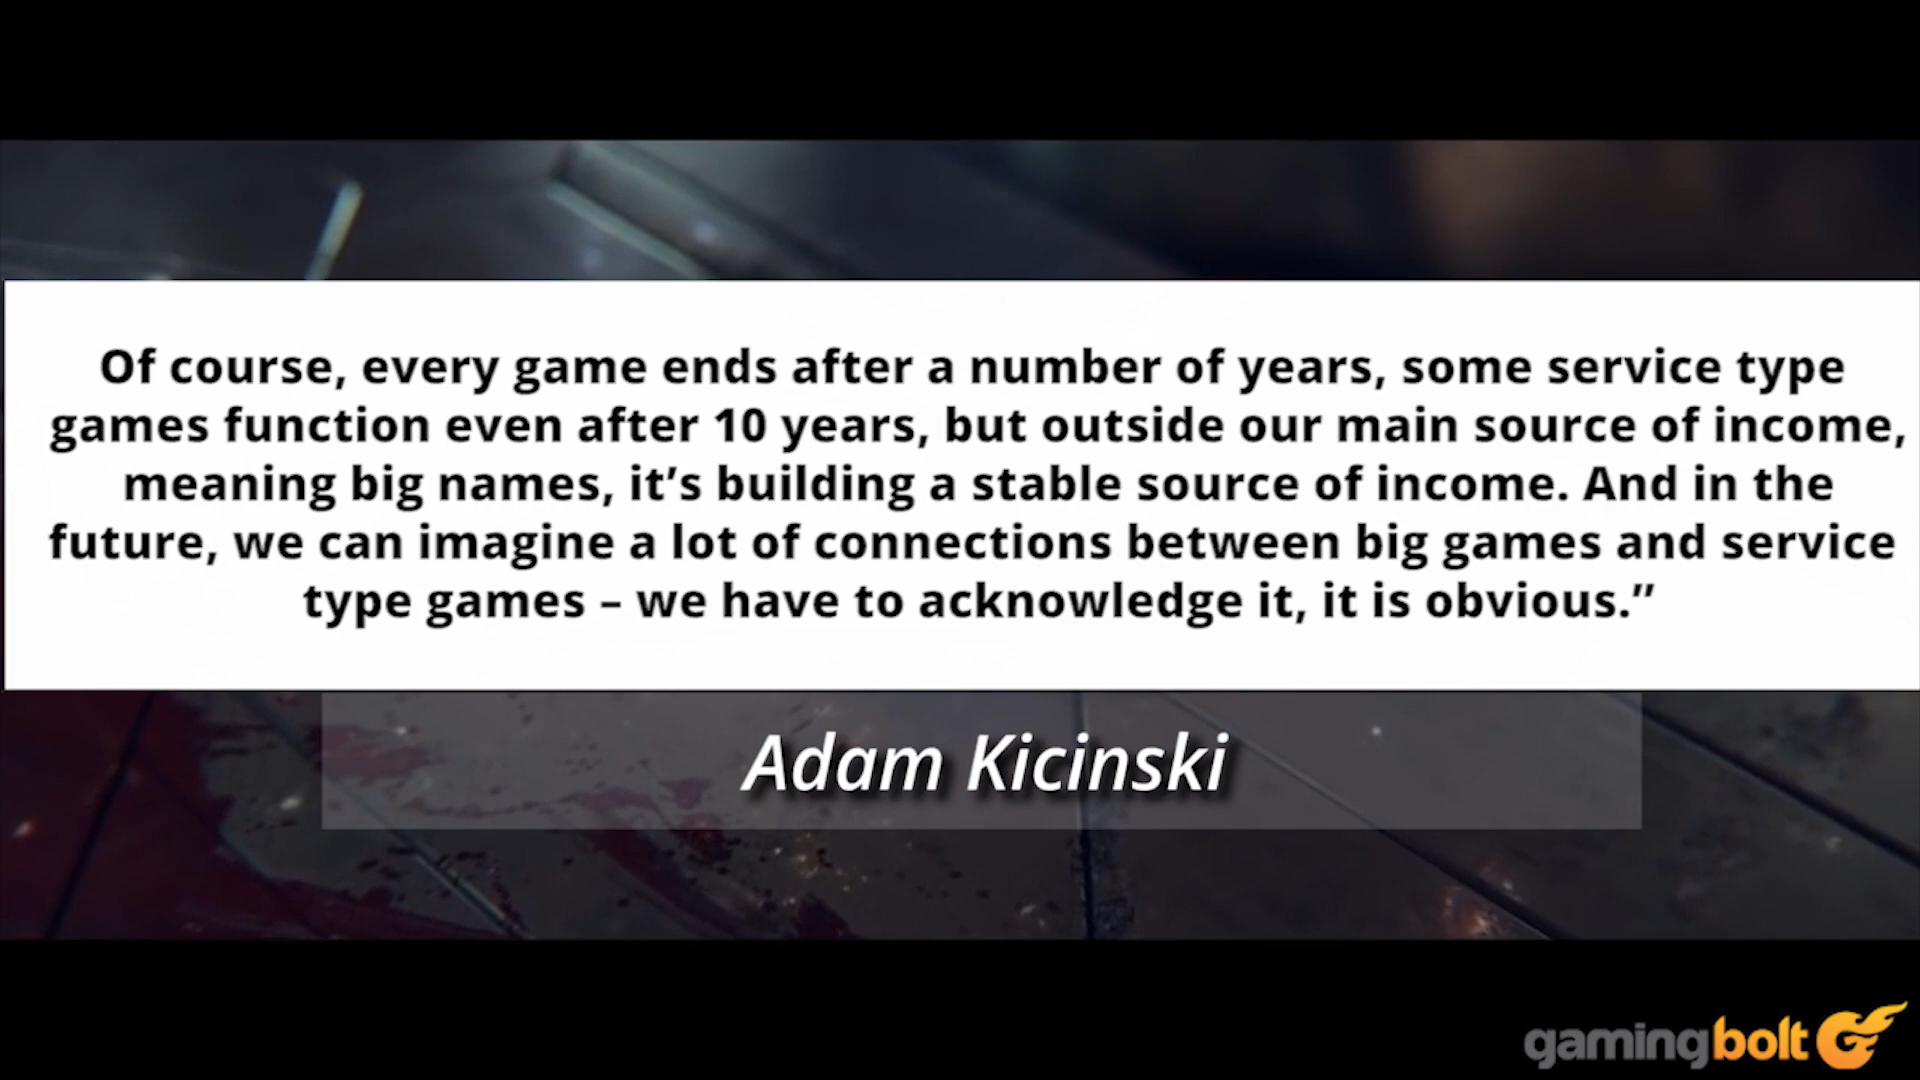 Of course, every game ends after a number of years, some service type
games function even after 10 years, but outside our main source of income,
meaning big names, it’s building a stable source of income. And in the
future, we can imagine a lot of connections between big games and service
type games – we have to acknowledge it, it is obvious.”
Adam Kicinski
gamingbolt